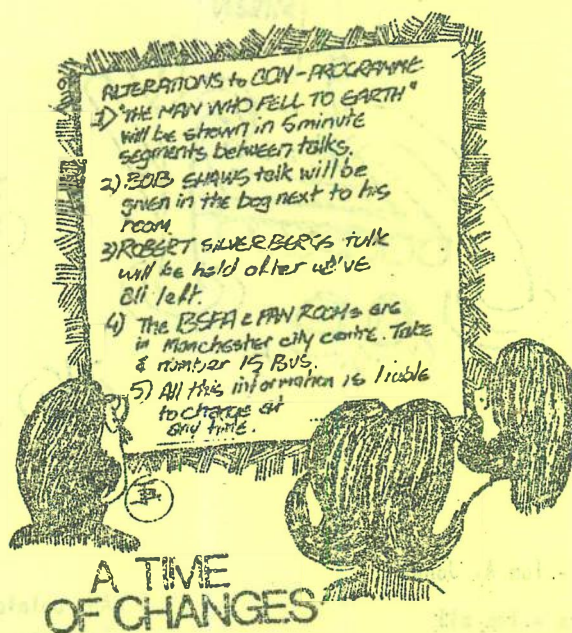 ALTERATIONS to CON-PROGRAMME
1) "THE MAN WHO FELL TO EARTH"
will be shown in 5 minute
segments between talks.
2) BOB SHAWS talk will be
given in the bog next to his
room
3) ROBERT SILVERBERGS talk
will be held after we've
all left.
4) The BSFA & FAN ROOMs are
in Manchester city centre. Take
a number 15 Bus.
5) All this information is liable
to change at
any time.
A TIME
OF CHANGES